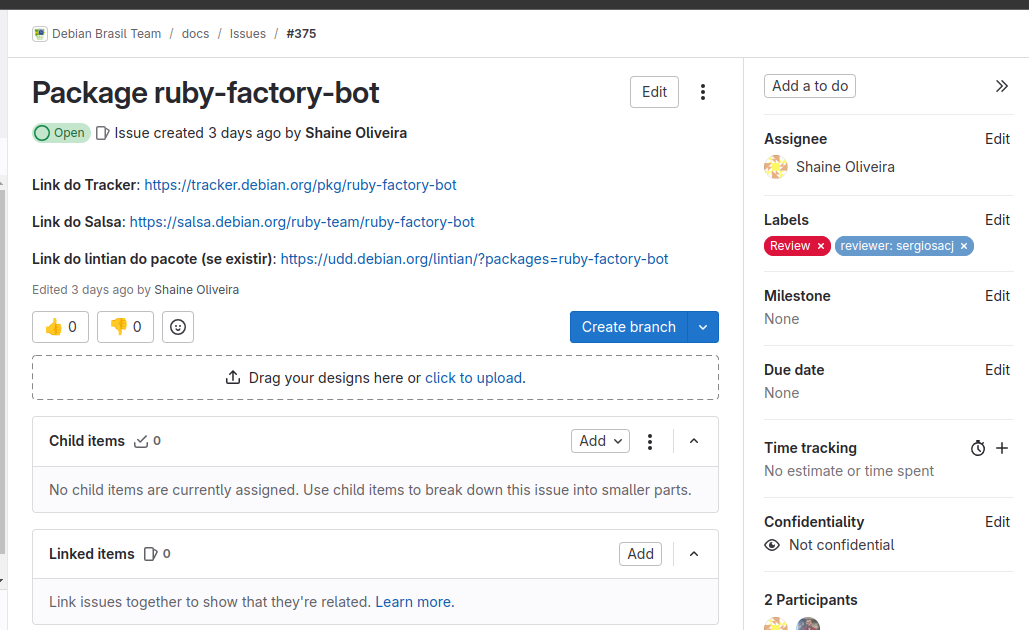 Debian Brasil Team / docs / Issues / #375
Package ruby-factory-bot
Edit
Open Issue created 3 days ago by Shaine Oliveira
Link do Tracker: https://tracker.debian.org/pkg/ruby-factory-bot
Link do Salsa: https://salsa.debian.org/ruby-team/ruby-factory-bot
Link do lintian do pacote (se existir): https://udd.debian.org/lintian/?packages=ruby-factory-bot
Edited 3 days ago by Shaine Oliveira
👍 0 👎 0
Create branch
Drag your designs here or click to upload.
Child items 0
Add
No child items are currently assigned. Use child items to break down this issue into smaller parts.
Linked items 0
Add
Link issues together to show that they're related. Learn more.
Add a to do
Assignee Edit
Shaine Oliveira
Labels Edit
Review × reviewer: sergiosacj ×
Milestone Edit
None
Due date Edit
None
Time tracking
No estimate or time spent
Confidentiality Edit
Not confidential
2 Participants